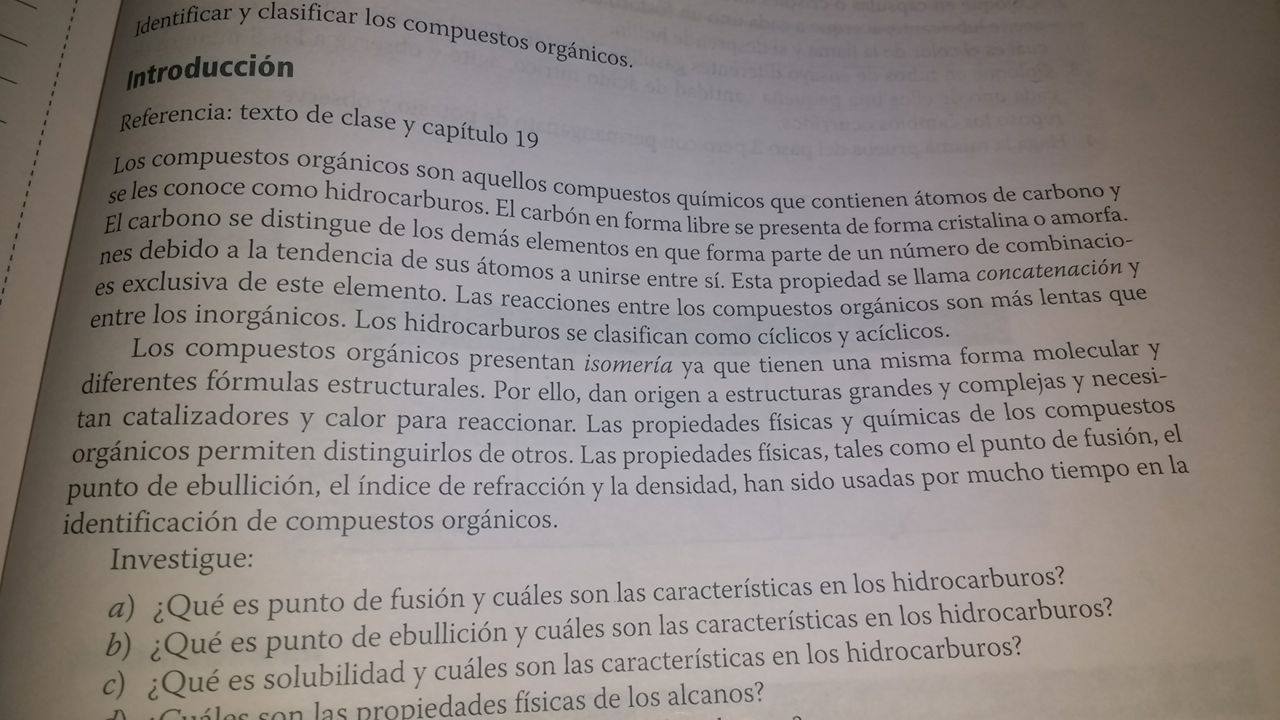 Identificar y clasificar los compuestos orgánicos.
Introducción
Referencia: texto de clase y capítulo 19
Los compuestos orgánicos son aquellos compuestos químicos que contienen átomos de carbono y
se les conoce como hidrocarburos. El carbón en forma libre se presenta de forma cristalina o amorfa.
El carbono se distingue de los demás elementos en que forma parte de un número de combinacio-
nes debido a la tendencia de sus átomos a unirse entre sí. Esta propiedad se llama concatenación y
es exclusiva de este elemento. Las reacciones entre los compuestos orgánicos son más lentas que
entre los inorgánicos. Los hidrocarburos se clasifican como cíclicos y acíclicos.
Los compuestos orgánicos presentan isomería ya que tienen una misma forma molecular y
diferentes fórmulas estructurales. Por ello, dan origen a estructuras grandes y complejas y necesi-
tan catalizadores y calor para reaccionar. Las propiedades físicas y químicas de los compuestos
orgánicos permiten distinguirlos de otros. Las propiedades físicas, tales como el punto de fusión, el
punto de ebullición, el índice de refracción y la densidad, han sido usadas por mucho tiempo en la
identificación de compuestos orgánicos.
Investigue:
a) ¿Qué es punto de fusión y cuáles son las características en los hidrocarburos?
b) ¿Qué es punto de ebullición y cuáles son las características en los hidrocarburos?
c) ¿Qué es solubilidad y cuáles son las características en los hidrocarburos?
d) ¿Cuáles son las propiedades físicas de los alcanos?